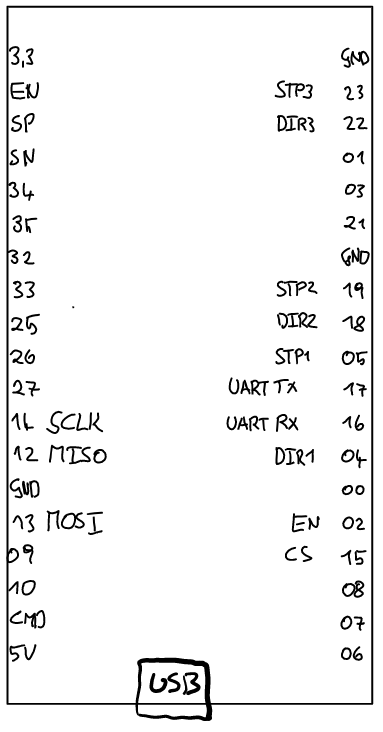 3,3 GND
EN STP3 23
SP DIR3 22
SN 01
34 03
35 21
32 GND
33 STP2 19
25 DIR2 18
26 STP1 05
27 UART TX 17
14 SCLK UART RX 16
12 MISO DIR1 04
GND 00
13 MOSI EN 02
09 CS 15
10 08
CMD 07
5V 06
USB